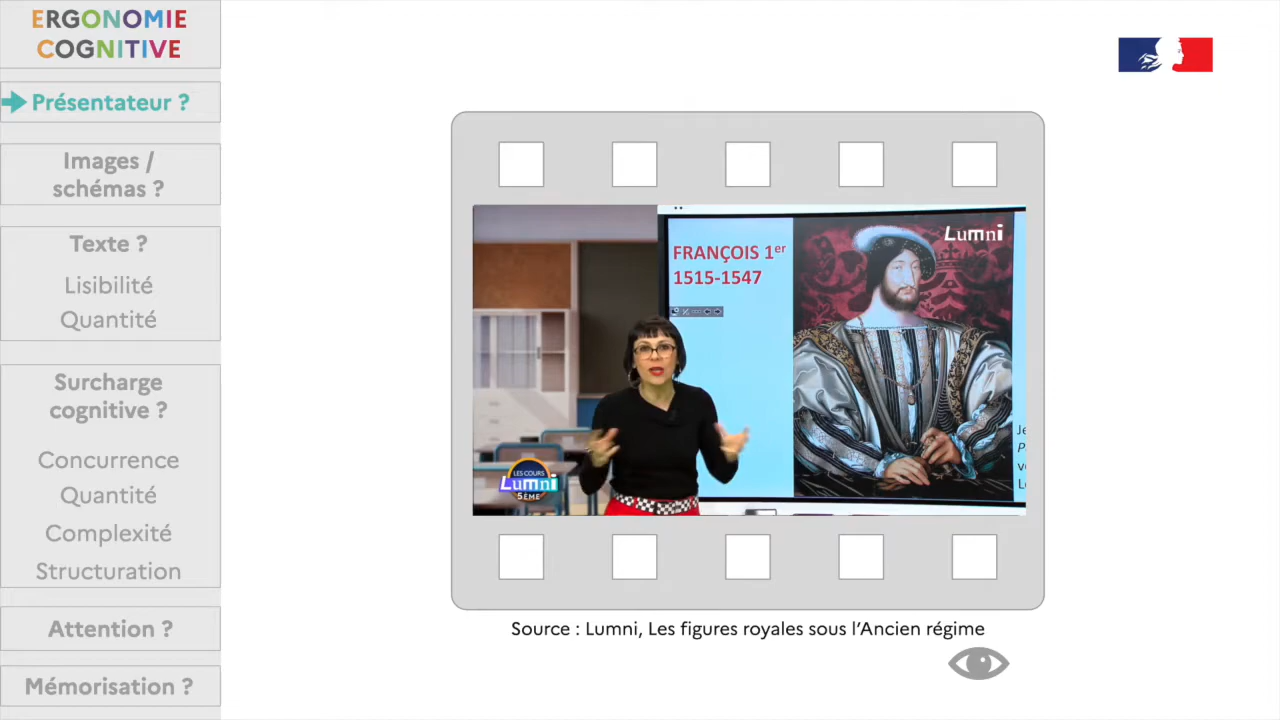 ERGONOMIE
COGNITIVE
Présentateur ?
Images /
schémas ?
Texte ?
Lisibilité
Quantité
Surcharge
cognitive ?
Concurrence
Quantité
Complexité
Structuration
Attention ?
Mémorisation ?
Lumni
FRANÇOIS 1er
1515-1547
Je
P
v
L
LES COURS
Lumni
5ÈME
Source : Lumni, Les figures royales sous l'Ancien régime